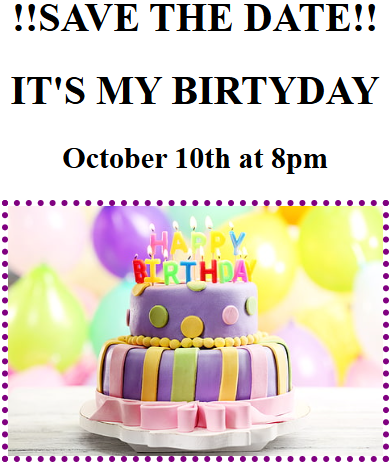 !!SAVE THE DATE!!
IT'S MY BIRTYDAY
October 10th at 8pm
HAPPY
BIRTHDAY